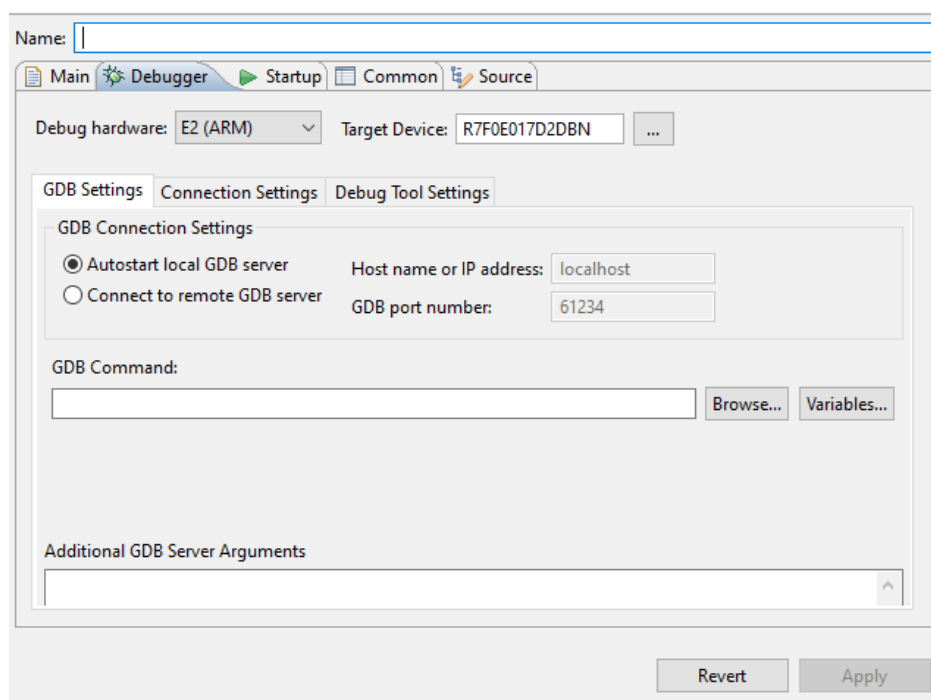 Name:
Main Debugger Startup Common Source
Debug hardware: E2 (ARM) Target Device: R7F0E017D2DBN ...
GDB Settings Connection Settings Debug Tool Settings
GDB Connection Settings
Autostart local GDB server Host name or IP address: localhost
Connect to remote GDB server GDB port number: 61234
GDB Command:
Browse... Variables...
Additional GDB Server Arguments
Revert Apply